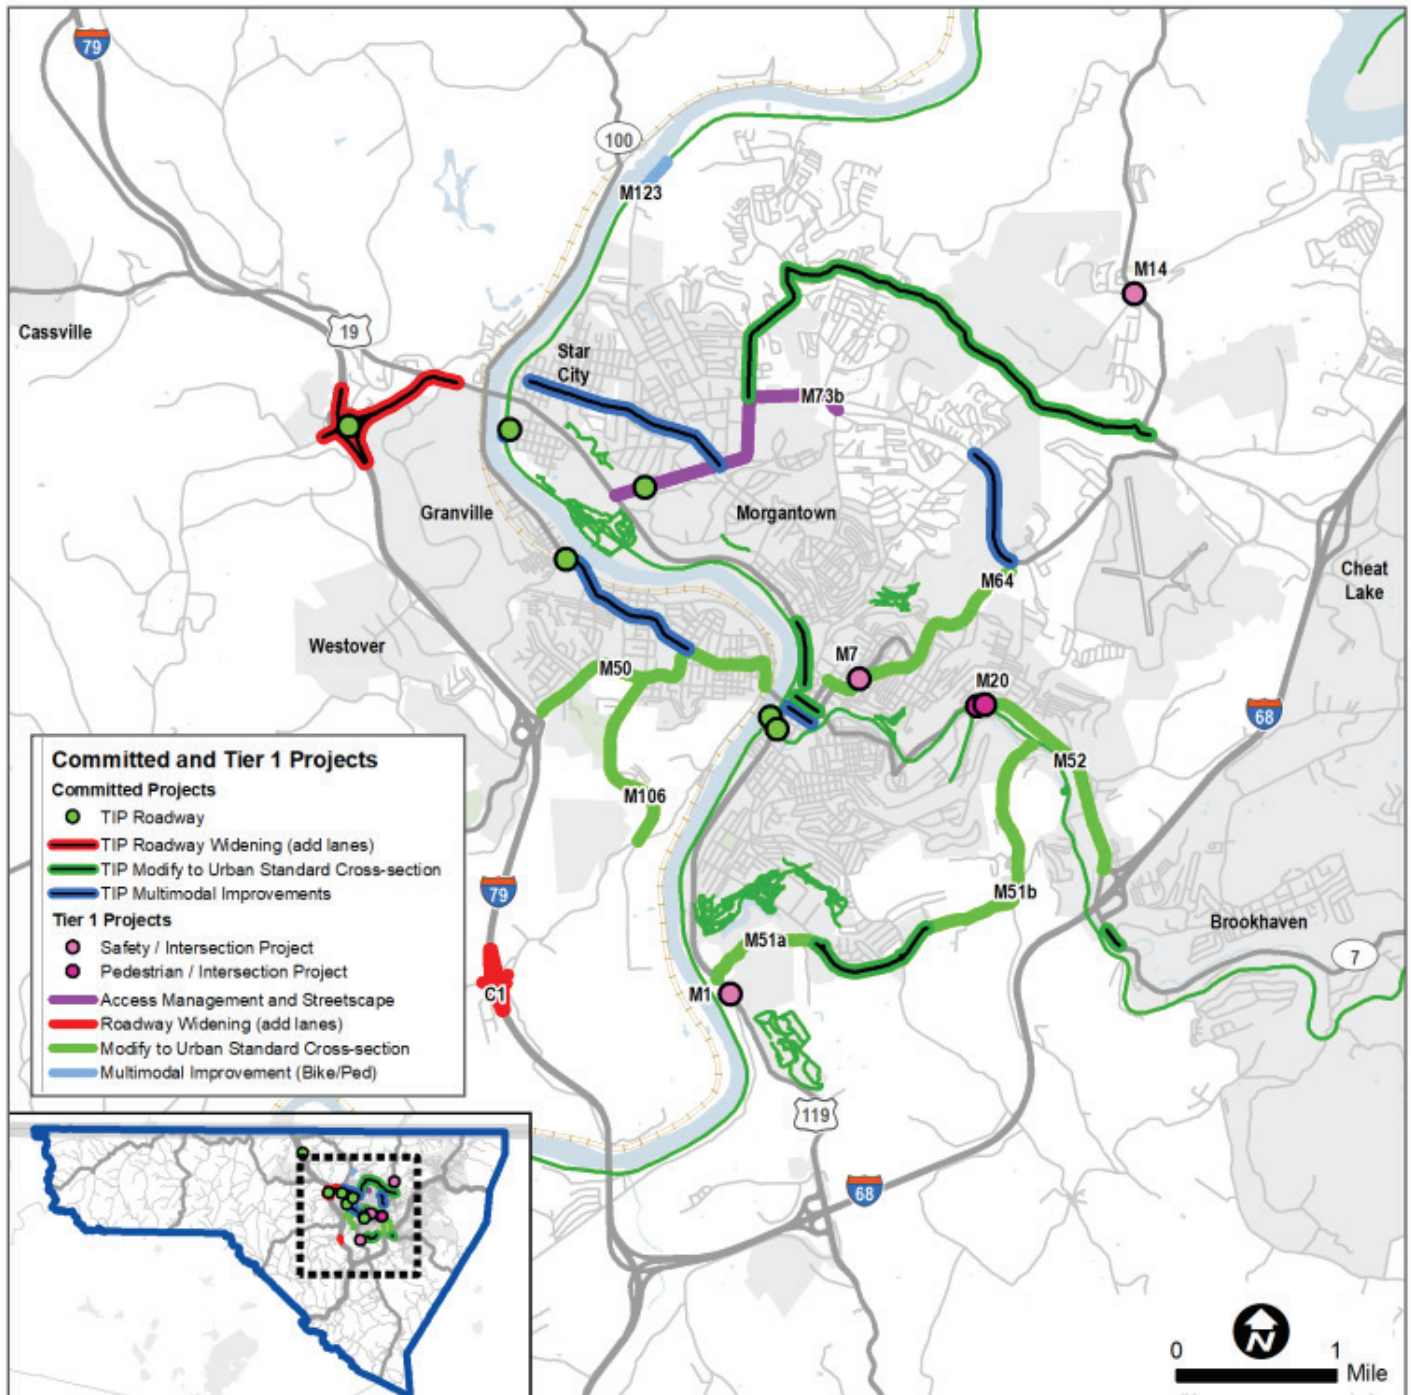 79
100
M123
M14
Cassville
19
Star
City
M73b
Granville
Morgantown
Cheat
Lake
M64
Westover
M7
M50
M20
68
M52
M106
Committed and Tier 1 Projects
Committed Projects
TIP Roadway
TIP Roadway Widening (add lanes)
TIP Modify to Urban Standard Cross-section
TIP Multimodal Improvements
Tier 1 Projects
Safety / Intersection Project
Pedestrian / Intersection Project
Access Management and Streetscape
Roadway Widening (add lanes)
Modify to Urban Standard Cross-section
Multimodal Improvement (Bike/Ped)
79
M51b
Brookhaven
M51a
7
C1
M1
119
68
N
0 1
Mile